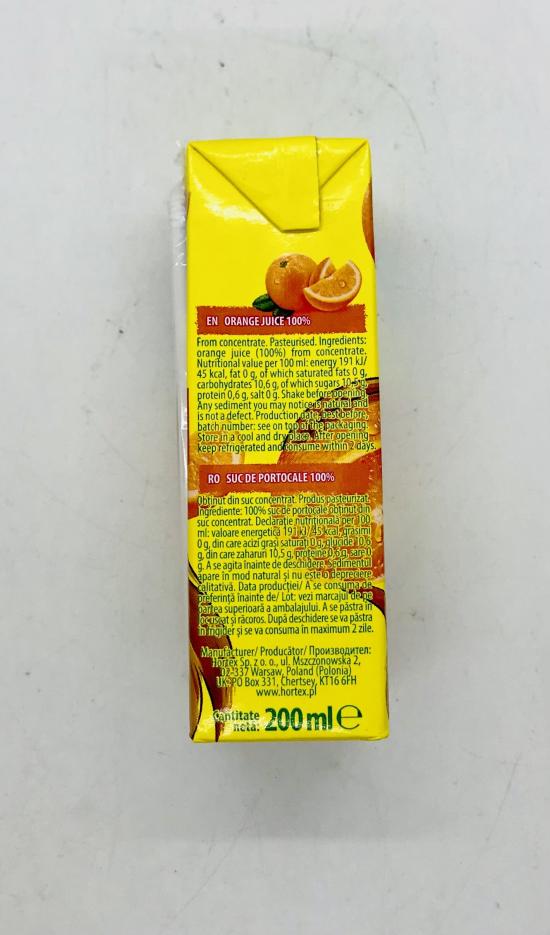 EN ORANGE JUICE 100%
From concentrate. Pasteurised. Ingredients:
orange juice (100%) from concentrate.
Nutritional value per 100 ml: energy 191 kJ/
45 kcal, fat 0 g, of which saturated fats 0 g,
carbohydrates 10,6 g, of which sugars 10,5 g,
protein 0,6 g, salt 0 g. Shake before opening.
Any sediment you may notice is natural and
is not a defect. Production date, best before,
batch number: see on top of the packaging.
Store in a cool and dry place. After opening
keep refrigerated and consume within 2 days.
RO SUC DE PORTOCALE 100%
Obținut din suc concentrat. Produs pasteurizat.
Ingrediente: 100% suc de portocale obținut din
suc concentrat. Declarație nutrițională per 100
ml: valoare energetică 191 kJ/ 45 kcal, grăsimi
0 g, din care acizi grași saturați 0 g, glucide 10,6
g, din care zaharuri 10,5 g, proteine 0,6 g, sare 0
g. A se agita înainte de deschidere. Sedimentul
apare în mod natural și nu este o depreciere
calitativă. Data producției/ A se consuma de
preferință înainte de/ Lot: vezi marcajul de pe
partea superioară a ambalajului. A se păstra în
loc uscat și răcoros. După deschidere se va păstra
în frigider și se va consuma în maximum 2 zile.
Manufacturer/ Producător/ Производител:
Hortex Sp. z o. o., ul. Mszczonowska 2,
02-337 Warsaw, Poland (Polonia)
UK: PO Box 331, Chertsey, KT16 6FH
www.hortex.pl
Cantitate
netă: 200 ml ℮